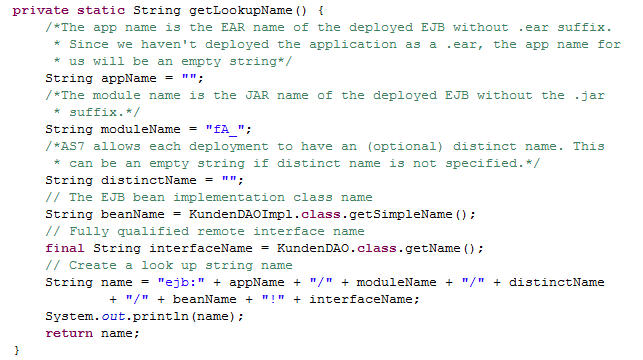 private static String getLookupName() {
/*The app name is the EAR name of the deployed EJB without .ear suffix.
* Since we haven't deployed the application as a .ear, the app name for
* us will be an empty string*/
String appName = "";
/*The module name is the JAR name of the deployed EJB without the .jar
* suffix.*/
String moduleName = "fA_";
/*AS7 allows each deployment to have an (optional) distinct name. This
* can be an empty string if distinct name is not specified.*/
String distinctName = "";
// The EJB bean implementation class name
String beanName = KundenDAOImpl.class.getSimpleName();
// Fully qualified remote interface name
final String interfaceName = KundenDAO.class.getName();
// Create a look up string name
String name = "ejb:" + appName + "/" + moduleName + "/" + distinctName
+ "/" + beanName + "!" + interfaceName;
System.out.println(name);
return name;
}